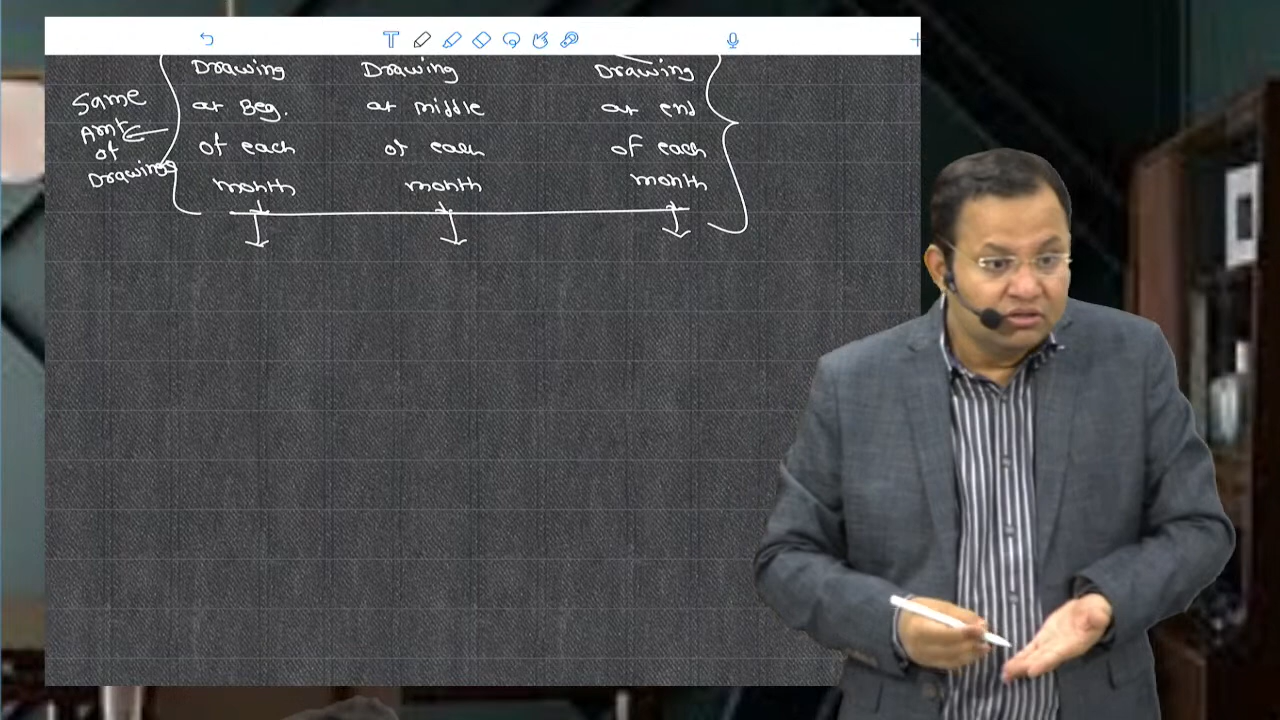 Same
Amt
of
Drawings
Drawing
at Beg.
of each
month
Drawing
at middle
of each
month
Drawing
at end
of each
month